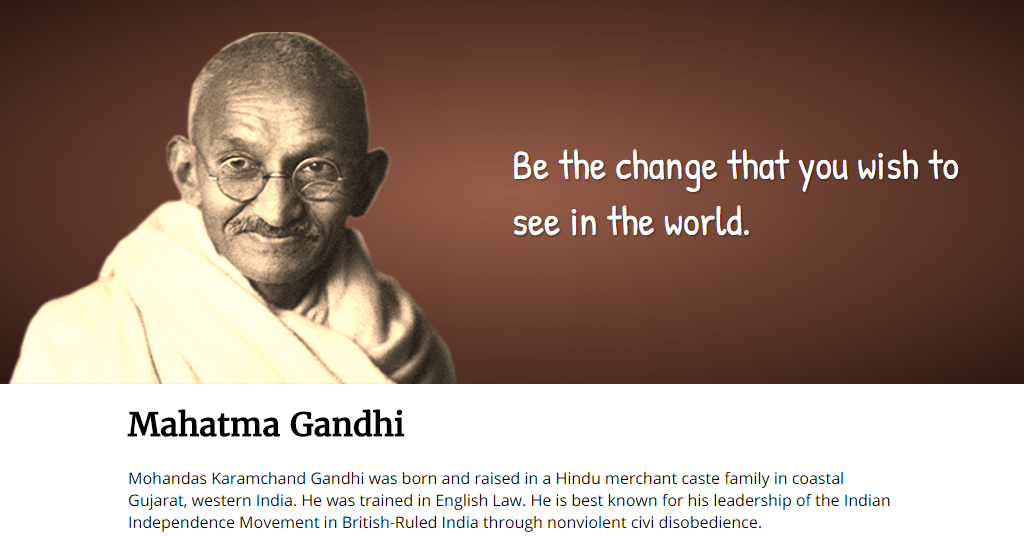 Be the change that you wish to
see in the world.
Mahatma Gandhi
Mohandas Karamchand Gandhi was born and raised in a Hindu merchant caste family in coastal
Gujarat, western India. He was trained in English Law. He is best known for his leadership of the Indian
Independence Movement in British-Ruled India through nonviolent civi disobedience.